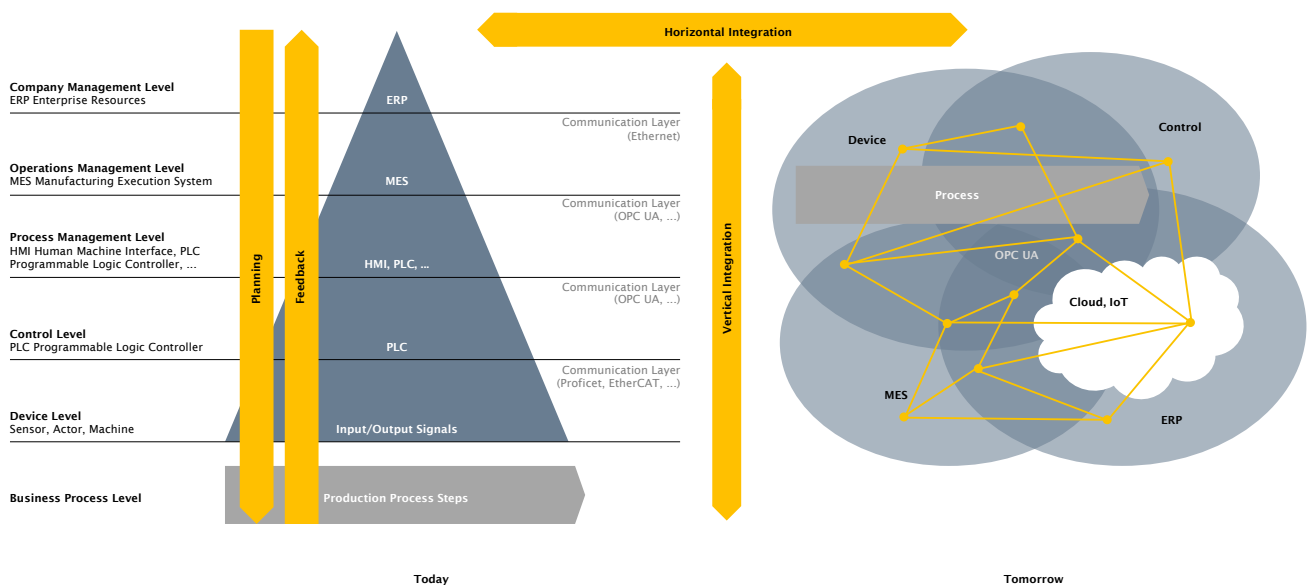 Horizontal Integration
Company Management Level
ERP Enterprise Resources
ERP
Communication Layer
(Ethernet)
Operations Management Level
MES Manufacturing Execution System
MES
Communication Layer
(OPC UA, ...)
Process Management Level
HMI Human Machine Interface, PLC
Programmable Logic Controller, ...
HMI, PLC, ...
Communication Layer
(OPC UA, ...)
Control Level
PLC Programmable Logic Controller
PLC
Communication Layer
(Proficet, EtherCAT, ...)
Device Level
Sensor, Actor, Machine
Input/Output Signals
Business Process Level
Production Process Steps
Planning
Feedback
Today
Vertical Integration
Device
Control
Process
OPC UA
Cloud, IoT
MES
ERP
Tomorrow